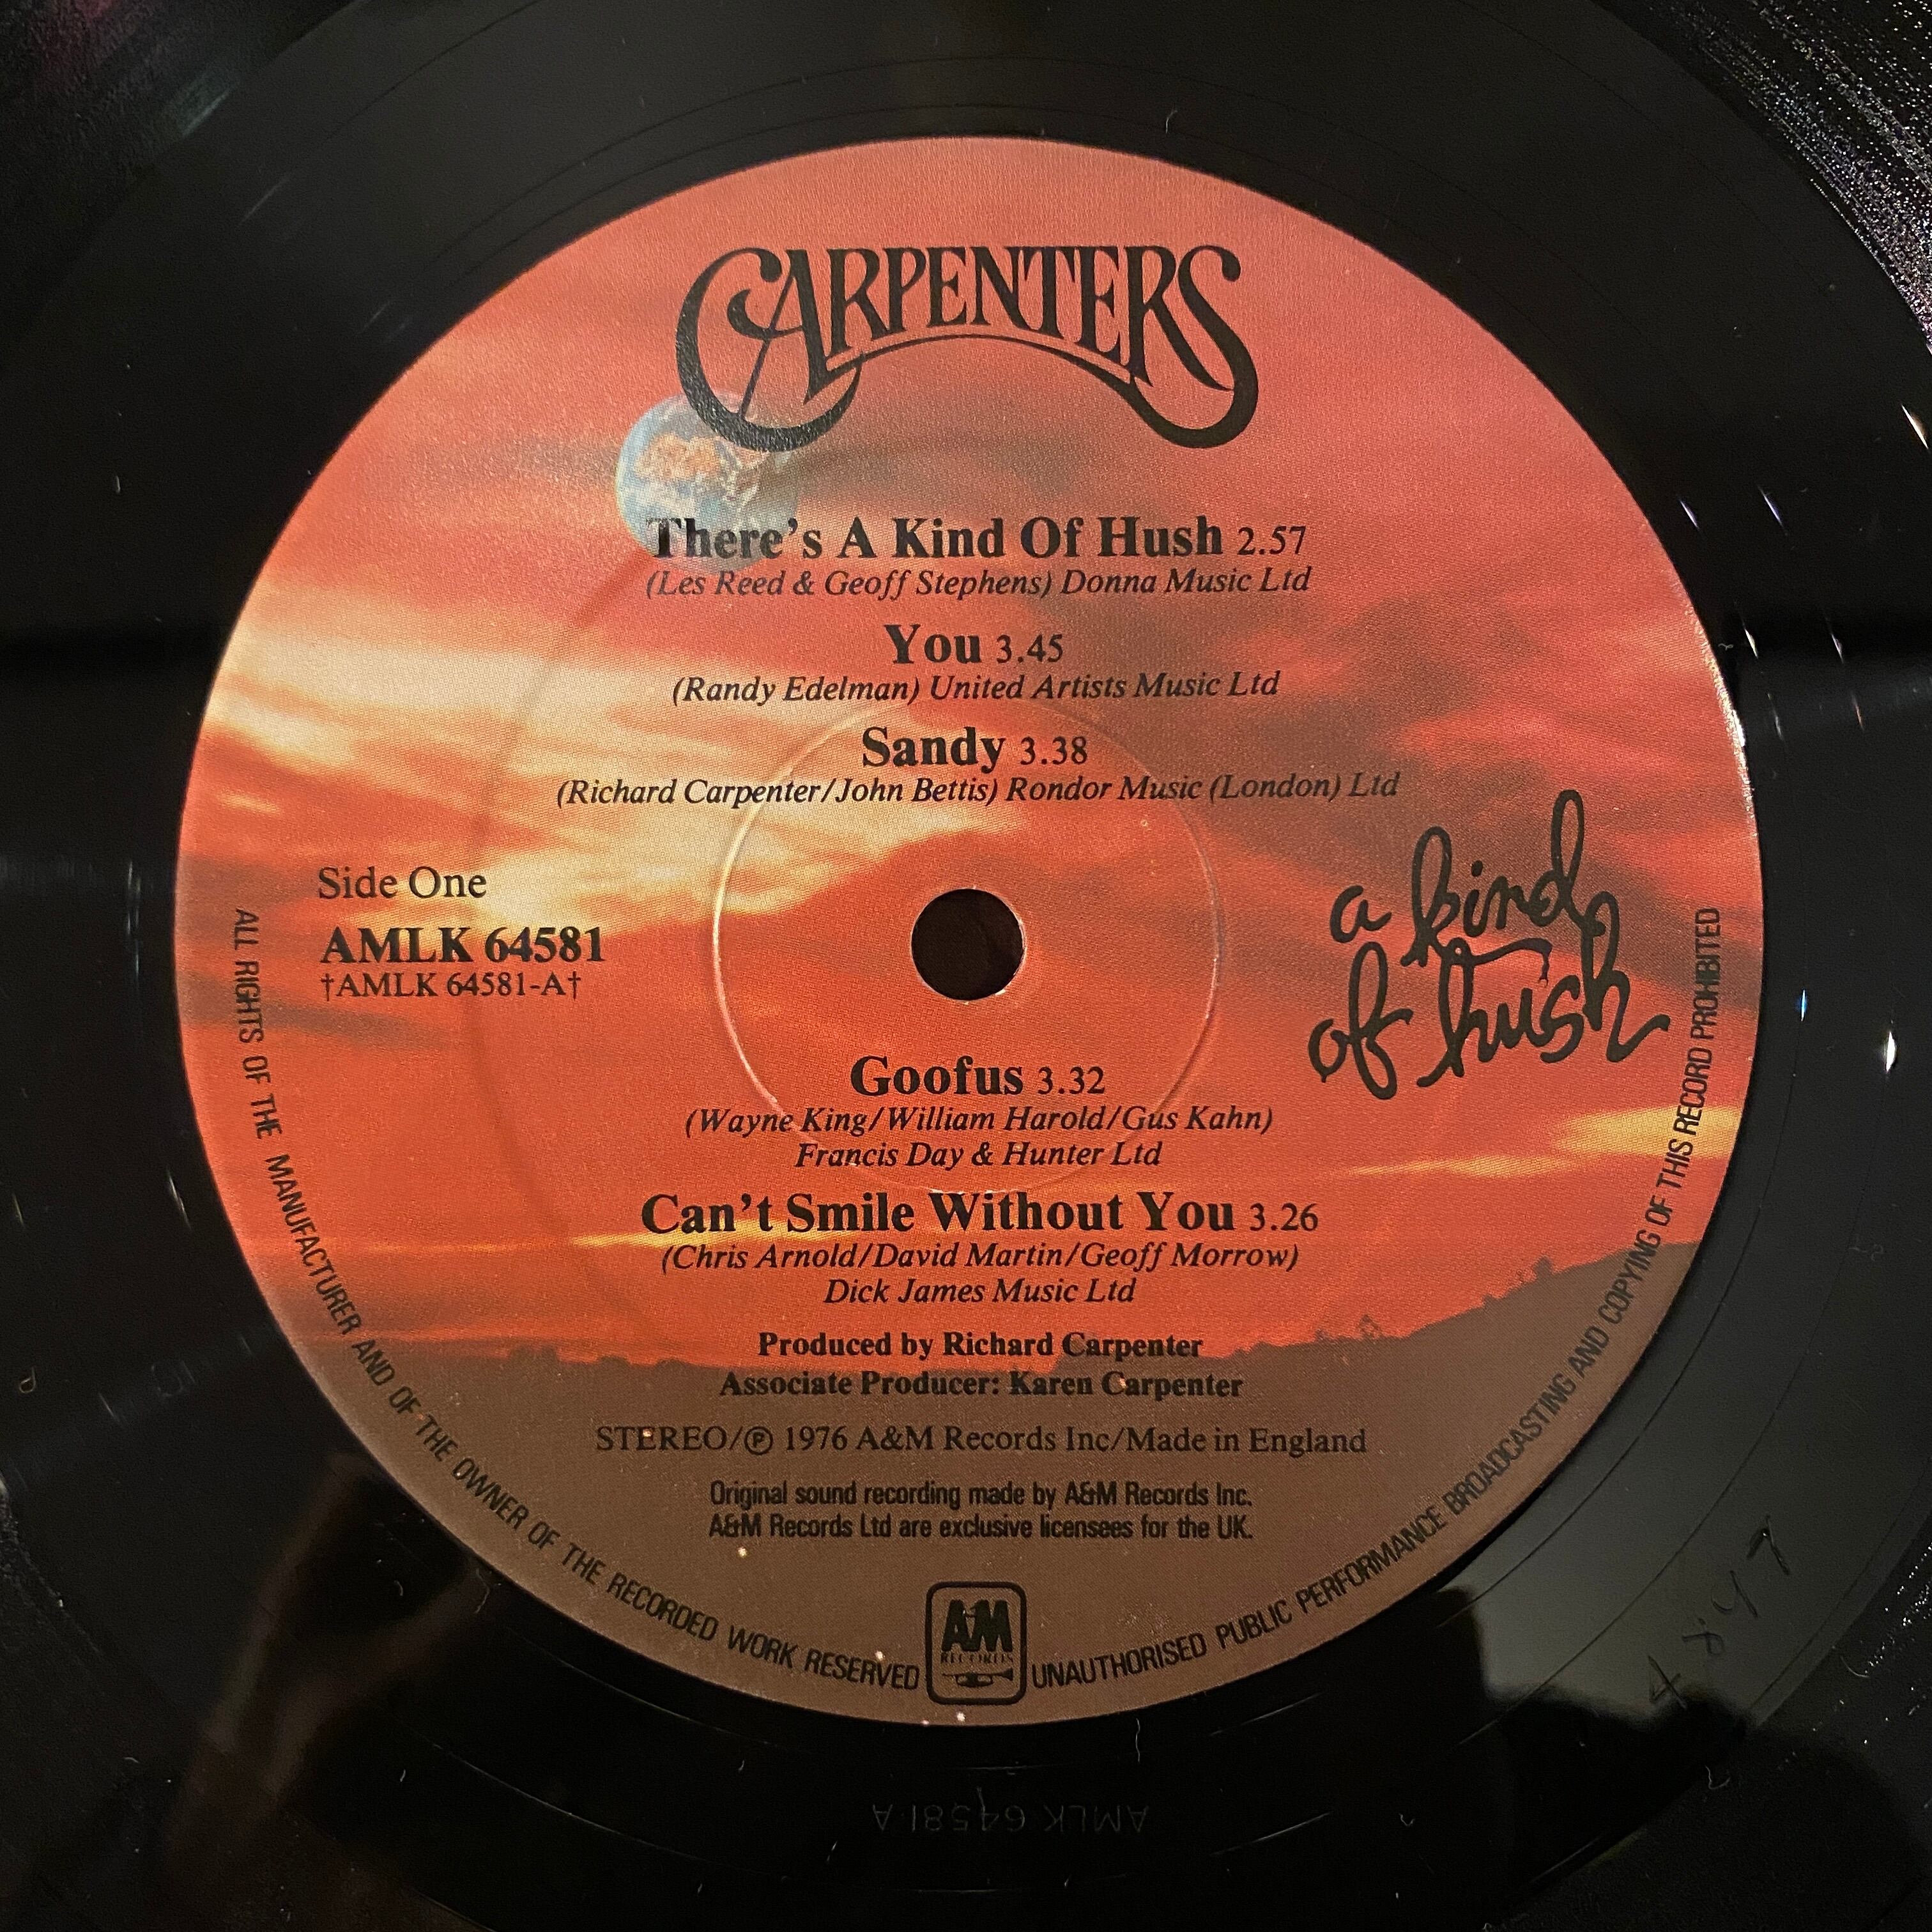 CARPENTERS
There's A Kind Of Hush 2.57
(Les Reed & Geoff Stephens) Donna Music Ltd
You 3.45
(Randy Edelman) United Artists Music Ltd
Sandy 3.38
(Richard Carpenter/John Bettis) Rondor Music (London) Ltd
Side One
AMLK 64581
†AMLK 64581-A†
a kind
of hush
Goofus 3.32
(Wayne King/William Harold/Gus Kahn)
Francis Day & Hunter Ltd
Can't Smile Without You 3.26
(Chris Arnold/David Martin/Geoff Morrow)
Dick James Music Ltd
Produced by Richard Carpenter
Associate Producer: Karen Carpenter
STEREO/℗ 1976 A&M Records Inc/Made in England
Original sound recording made by A&M Records Inc.
A&M Records Ltd are exclusive licensees for the UK.
ALL RIGHTS OF THE MANUFACTURER AND OF THE OWNER OF THE RECORDED WORK RESERVED
A&M
RECORDS
UNAUTHORISED PUBLIC PERFORMANCE BROADCASTING AND COPYING OF THIS RECORD PROHIBITED
AMLK 64581 A